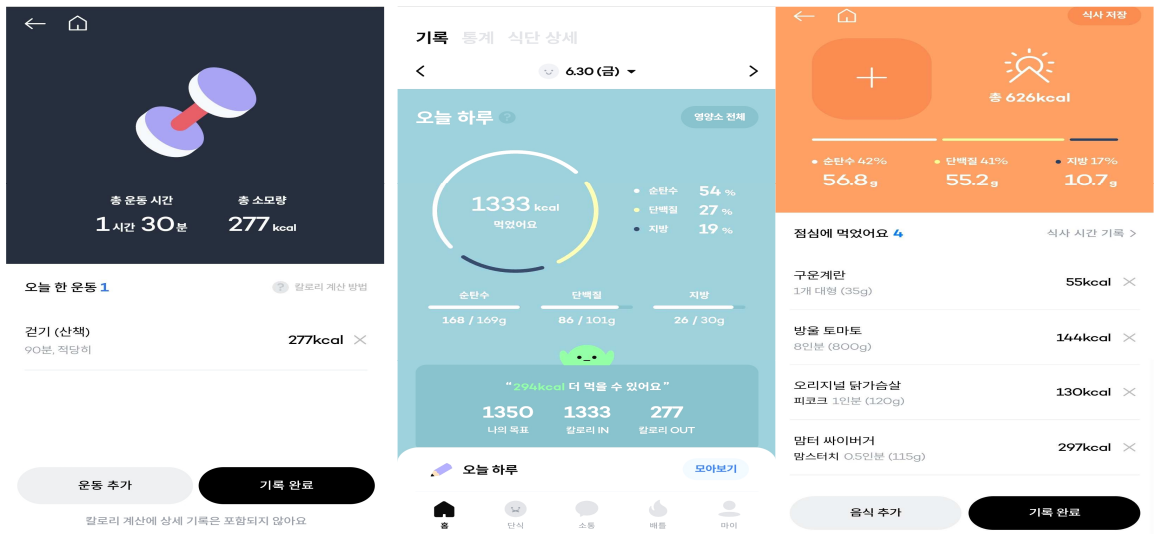 총 운동 시간 총 소모량
1시간 30분 277 kcal
오늘 한 운동 1 ? 칼로리 계산 방법
걷기 (산책)
90분, 적당히
277kcal
운동 추가 기록 완료
칼로리 계산에 상세 기록은 포함되지 않아요
기록 통계 식단 상세
6.30 (금)
오늘 하루 ? 영양소 전체
1333 kcal
먹었어요
순탄수 54 %
단백질 27 %
지방 19 %
순탄수 단백질 지방
168 / 169g 86 / 101g 26 / 30g
“294kcal 더 먹을 수 있어요”
1350 1333 277
나의 목표 칼로리 IN 칼로리 OUT
오늘 하루 모아보기
홈 단식 소통 배틀 마이
식사 저장
총 626kcal
순탄수 42% 단백질 41% 지방 17%
56.8g 55.2g 10.7g
점심에 먹었어요 4 식사 시간 기록 >
구운계란
1개 대형 (35g)
55kcal
방울 토마토
8인분 (800g)
144kcal
오리지널 닭가슴살
피코크 1인분 (120g)
130kcal
맘터 싸이버거
맘스터치 0.5인분 (115g)
297kcal
음식 추가 기록 완료